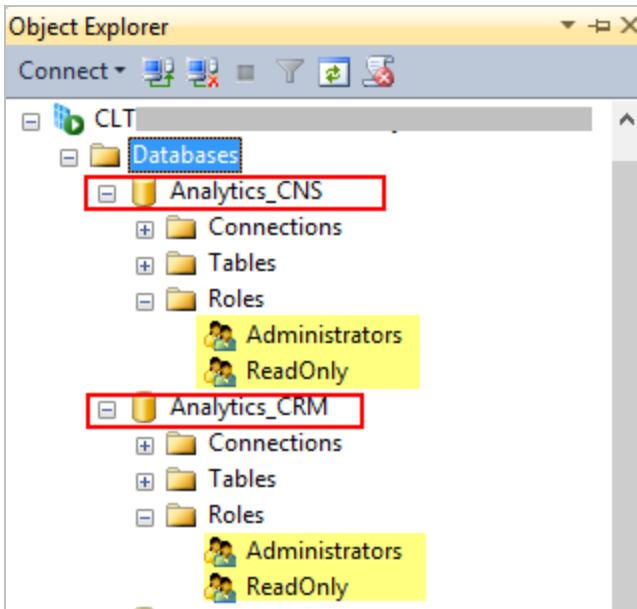 Object Explorer
Connect
CLT
Databases
Analytics_CNS
Connections
Tables
Roles
Administrators
ReadOnly
Analytics_CRM
Connections
Tables
Roles
Administrators
ReadOnly